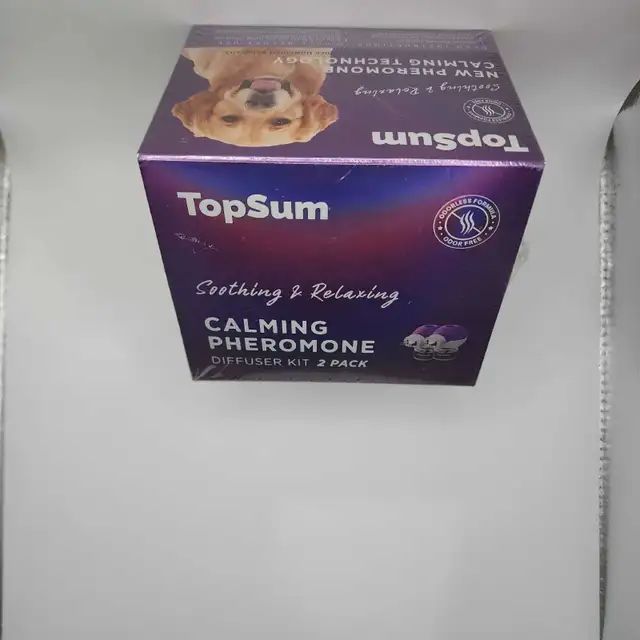 TopSum
Soothing & Relaxing
NEW PHEROMONE
CALMING TECHNOLOGY
TopSum
ODORLESS FORMULA
ODOR FREE
Soothing & Relaxing
CALMING
PHEROMONE
DIFFUSER KIT 2 PACK